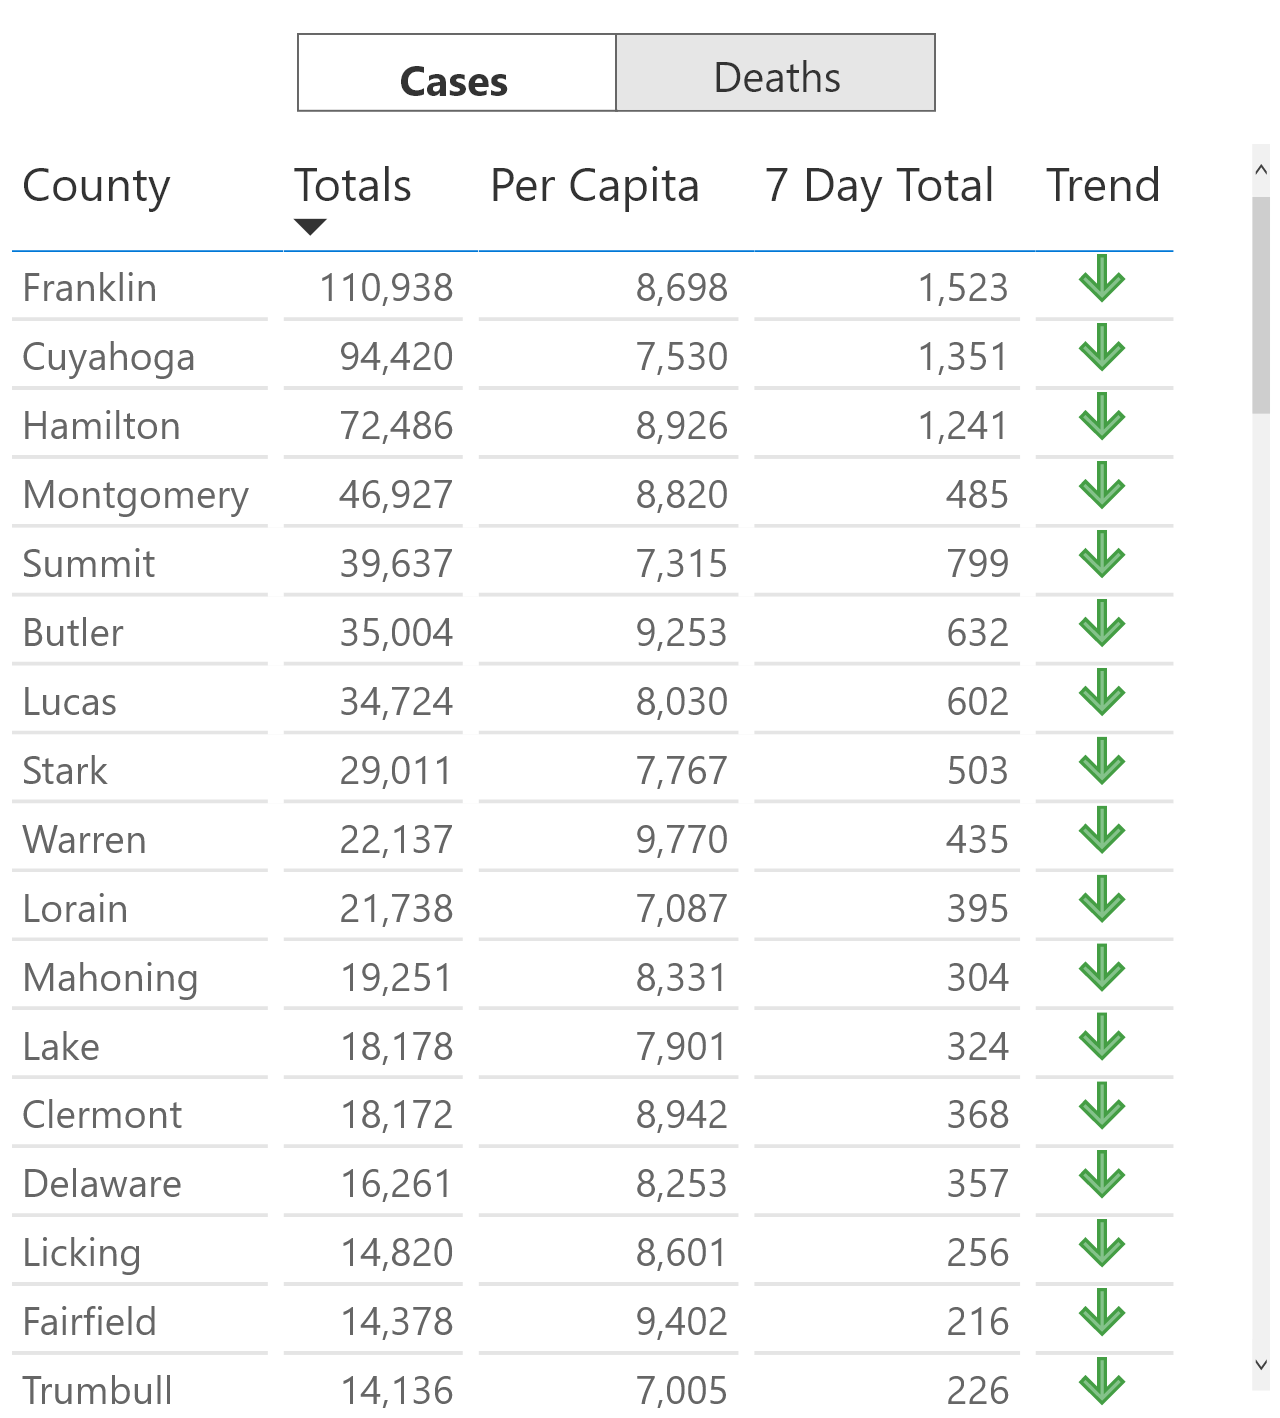 Cases Deaths
County Totals Per Capita 7 Day Total Trend
Franklin 110,938 8,698 1,523
Cuyahoga 94,420 7,530 1,351
Hamilton 72,486 8,926 1,241
Montgomery 46,927 8,820 485
Summit 39,637 7,315 799
Butler 35,004 9,253 632
Lucas 34,724 8,030 602
Stark 29,011 7,767 503
Warren 22,137 9,770 435
Lorain 21,738 7,087 395
Mahoning 19,251 8,331 304
Lake 18,178 7,901 324
Clermont 18,172 8,942 368
Delaware 16,261 8,253 357
Licking 14,820 8,601 256
Fairfield 14,378 9,402 216
Trumbull 14,136 7,005 226